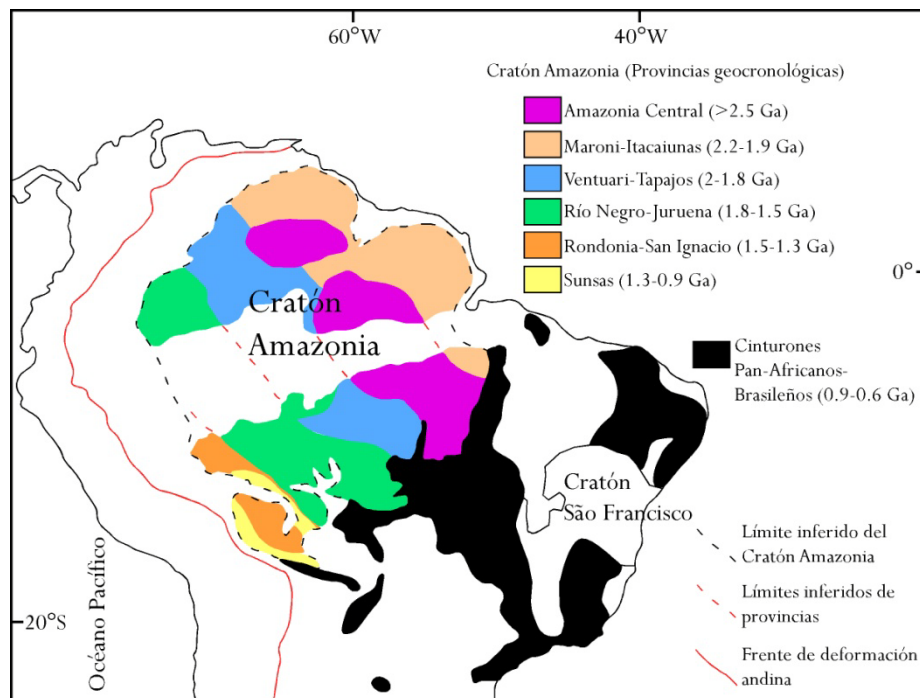 60°W
40°W
Cratón Amazonia (Provincias geocronológicas)
Amazonia Central (>2.5 Ga)
Maroni-Itacaiunas (2.2-1.9 Ga)
Ventuari-Tapajos (2-1.8 Ga)
Río Negro-Juruena (1.8-1.5 Ga)
Rondonia-San Ignacio (1.5-1.3 Ga)
Sunsas (1.3-0.9 Ga)
0°
Cratón
Amazonia
Cinturones
Pan-Africanos-
Brasileños (0.9-0.6 Ga)
Cratón
São Francisco
Límite inferido del
Cratón Amazonia
Límites inferidos de
provincias
Frente de deformación
andina
20°S
Océano Pacífico